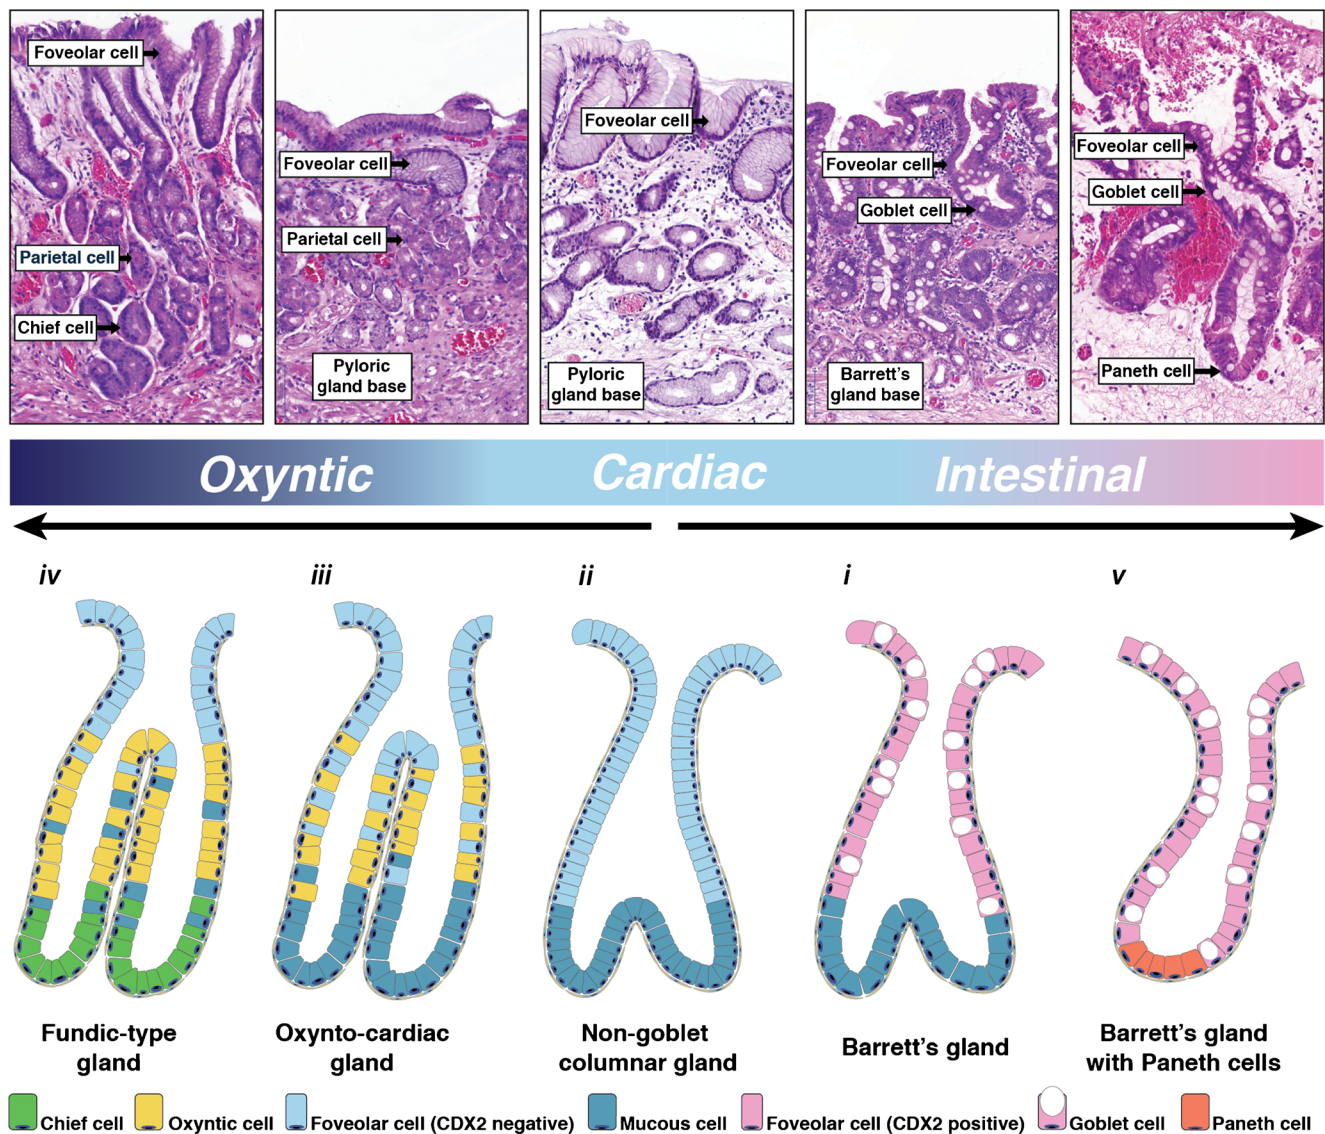 Foveolar cell
Parietal cell
Chief cell
Foveolar cell
Parietal cell
Pyloric
gland base
Foveolar cell
Pyloric
gland base
Foveolar cell
Goblet cell
Barrett's
gland base
Foveolar cell
Goblet cell
Paneth cell
Oxyntic Cardiac Intestinal
iv iii ii i v
Fundic-type
gland
Oxynto-cardiac
gland
Non-goblet
columnar gland
Barrett's gland
Barrett's gland
with Paneth cells
Chief cell Oxyntic cell Foveolar cell (CDX2 negative) Mucous cell Foveolar cell (CDX2 positive) Goblet cell Paneth cell